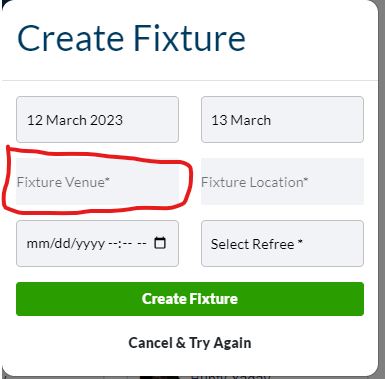 Create Fixture
12 March 2023
13 March
Fixture Venue*
Fixture Location*
mm/dd/yyyy --:-- --
Select Refree *
Create Fixture
Cancel & Try Again